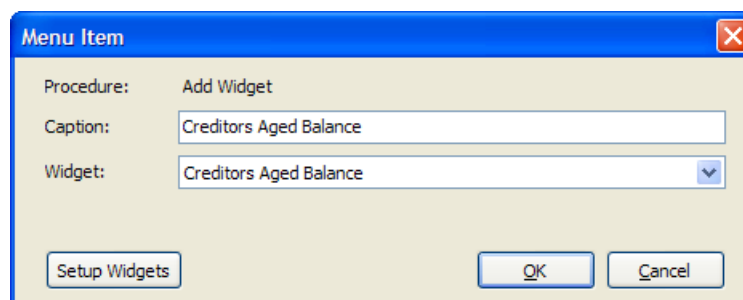 Menu Item
Procedure: Add Widget
Caption: Creditors Aged Balance
Widget: Creditors Aged Balance
Setup Widgets OK Cancel